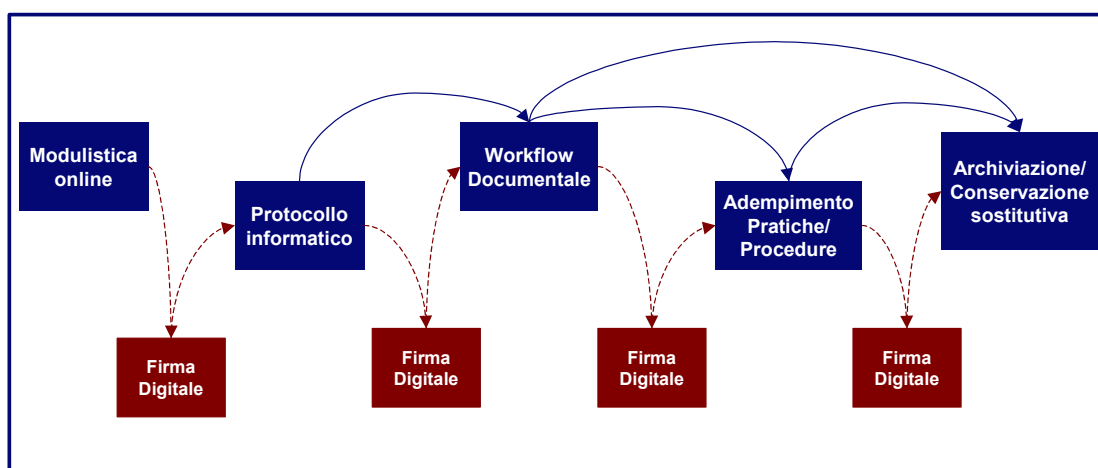 Modulistica
online
Protocollo
informatico
Workflow
Documentale
Adempimento
Pratiche/
Procedure
Archiviazione/
Conservazione
sostitutiva
Firma
Digitale
Firma
Digitale
Firma
Digitale
Firma
Digitale